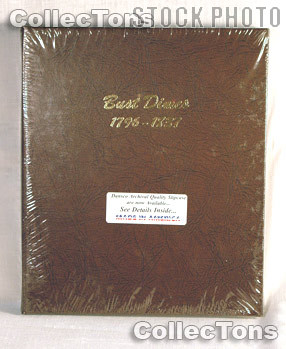 COLLECTONS STOCK PHOTO
Bust Dimes
1796 - 1837
Dansco Archival Quality Slipcase
are now Available...
See Details Inside...
MADE IN AMERICA
COLLECTONS